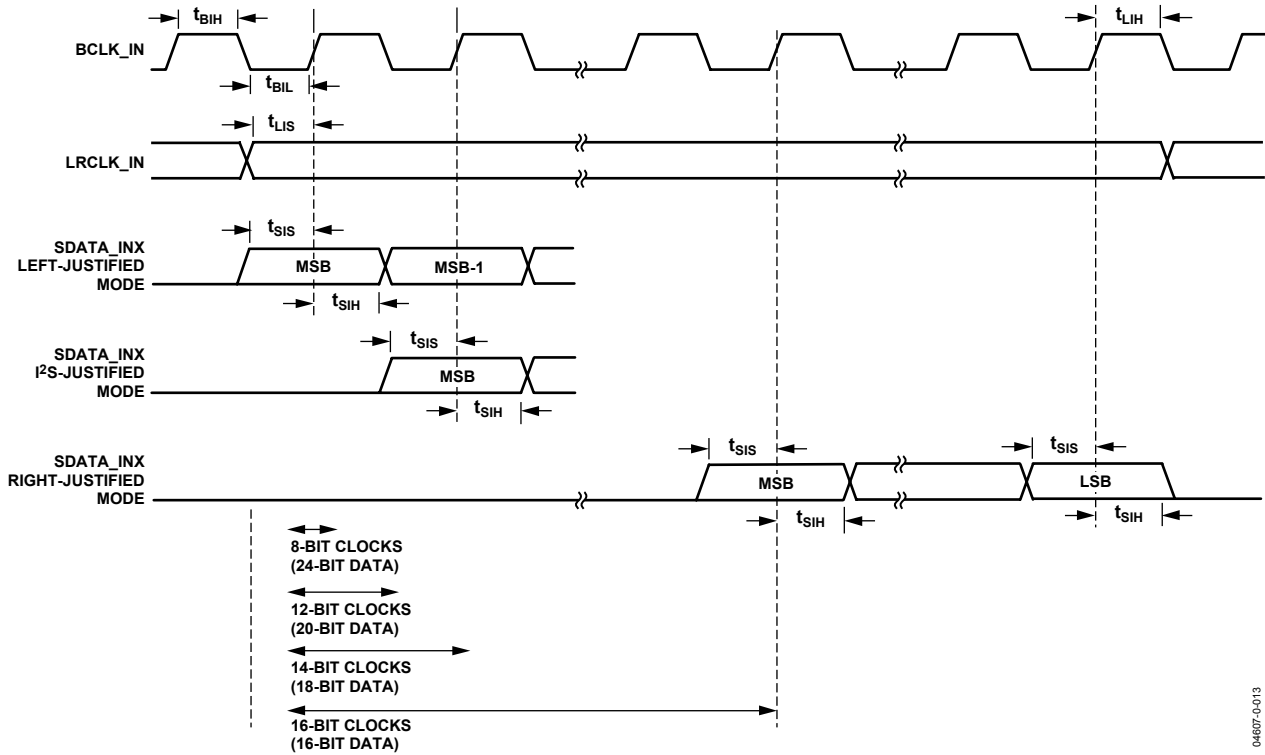 tBIH
tLIH
BCLK_IN
tBIL
tLIS
LRCLK_IN
tSIS
SDATA_INX
LEFT-JUSTIFIED
MODE
MSB
MSB-1
tSIH
tSIS
SDATA_INX
I²S-JUSTIFIED
MODE
MSB
tSIH
tSIS
tSIS
SDATA_INX
RIGHT-JUSTIFIED
MODE
MSB
LSB
tSIH
tSIH
8-BIT CLOCKS
(24-BIT DATA)
12-BIT CLOCKS
(20-BIT DATA)
14-BIT CLOCKS
(18-BIT DATA)
16-BIT CLOCKS
(16-BIT DATA)
04607-0-013